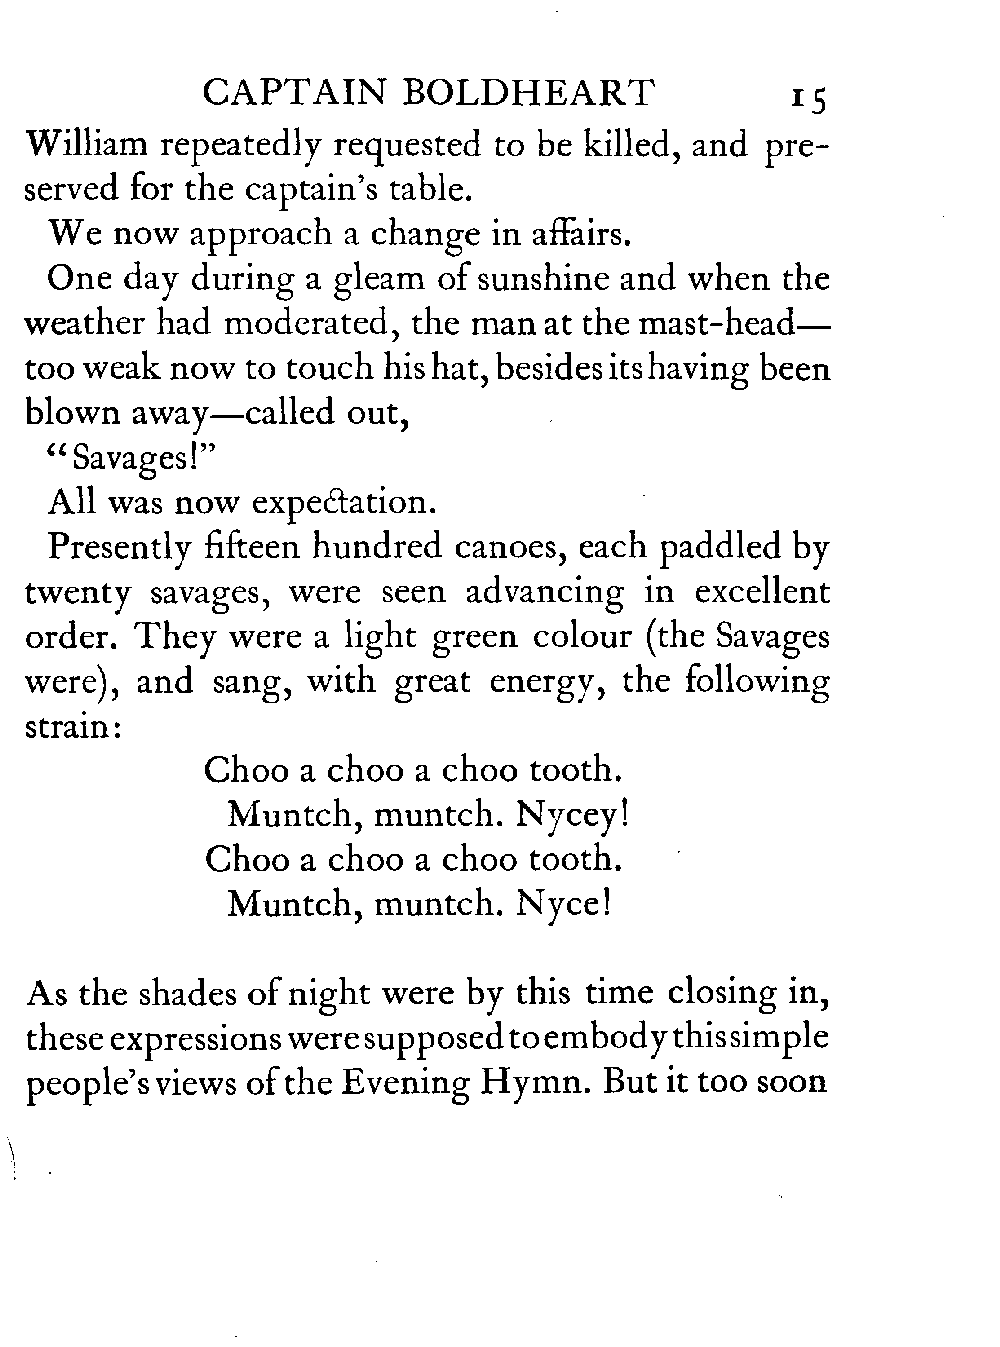 CAPTAIN BOLDHEART 15
William repeatedly requested to be killed, and pre-
served for the captain's table.
We now approach a change in affairs.
One day during a gleam of sunshine and when the
weather had moderated, the man at the mast-head—
too weak now to touch his hat, besides its having been
blown away—called out,
“Savages!”
All was now expectation.
Presently fifteen hundred canoes, each paddled by
twenty savages, were seen advancing in excellent
order. They were a light green colour (the Savages
were), and sang, with great energy, the following
strain:
Choo a choo a choo tooth.
Muntch, muntch. Nycey!
Choo a choo a choo tooth.
Muntch, muntch. Nyce!
As the shades of night were by this time closing in,
these expressions were supposed to embody this simple
people's views of the Evening Hymn. But it too soon